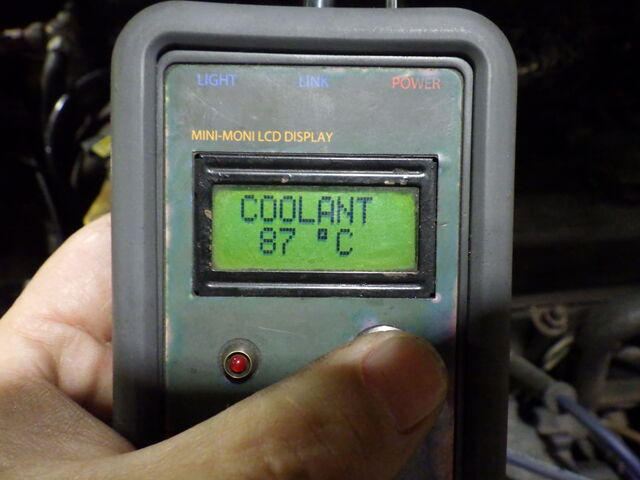 LIGHT LINK POWER
MINI-MONI LCD DISPLAY
COOLANT
87 °C